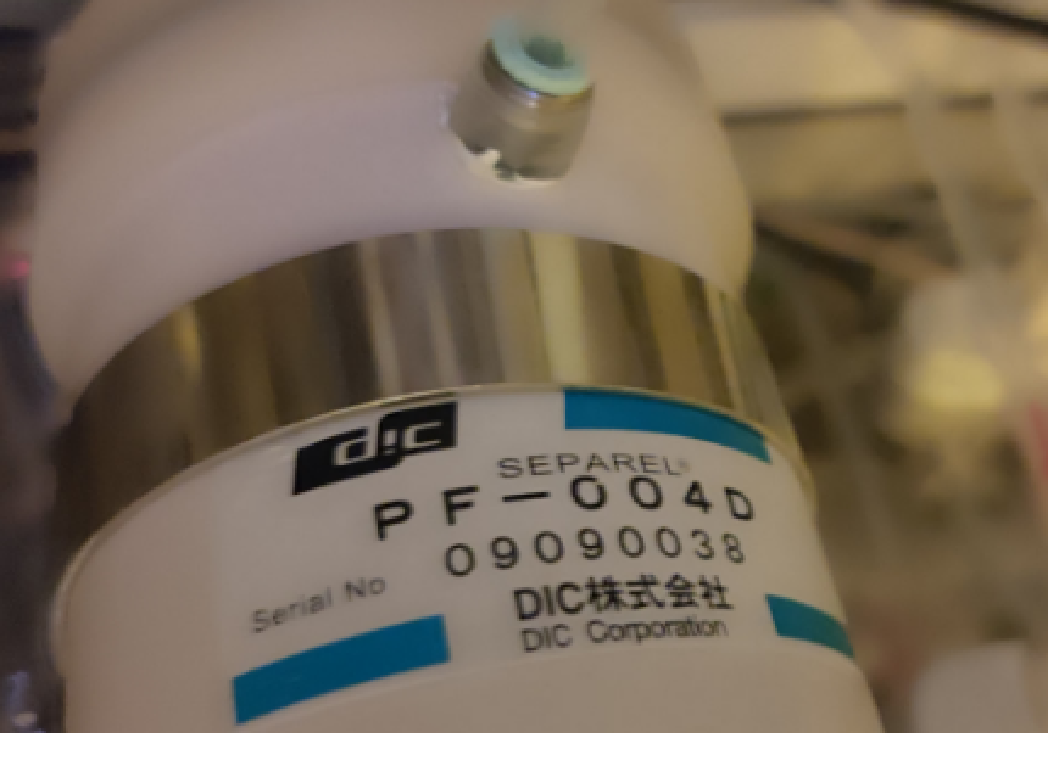 dic
SEPAREL®
PF-004D
Serial No 09090038
DIC株式会社
DIC Corporation